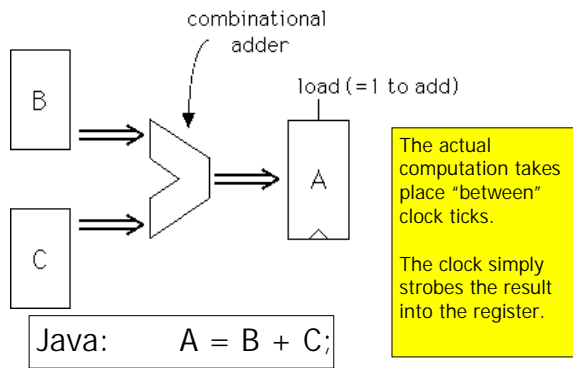 combinational
adder
load (=1 to add)
B
A
C
The actual
computation takes
place “between”
clock ticks.
The clock simply
strobes the result
into the register.
Java: A = B + C;